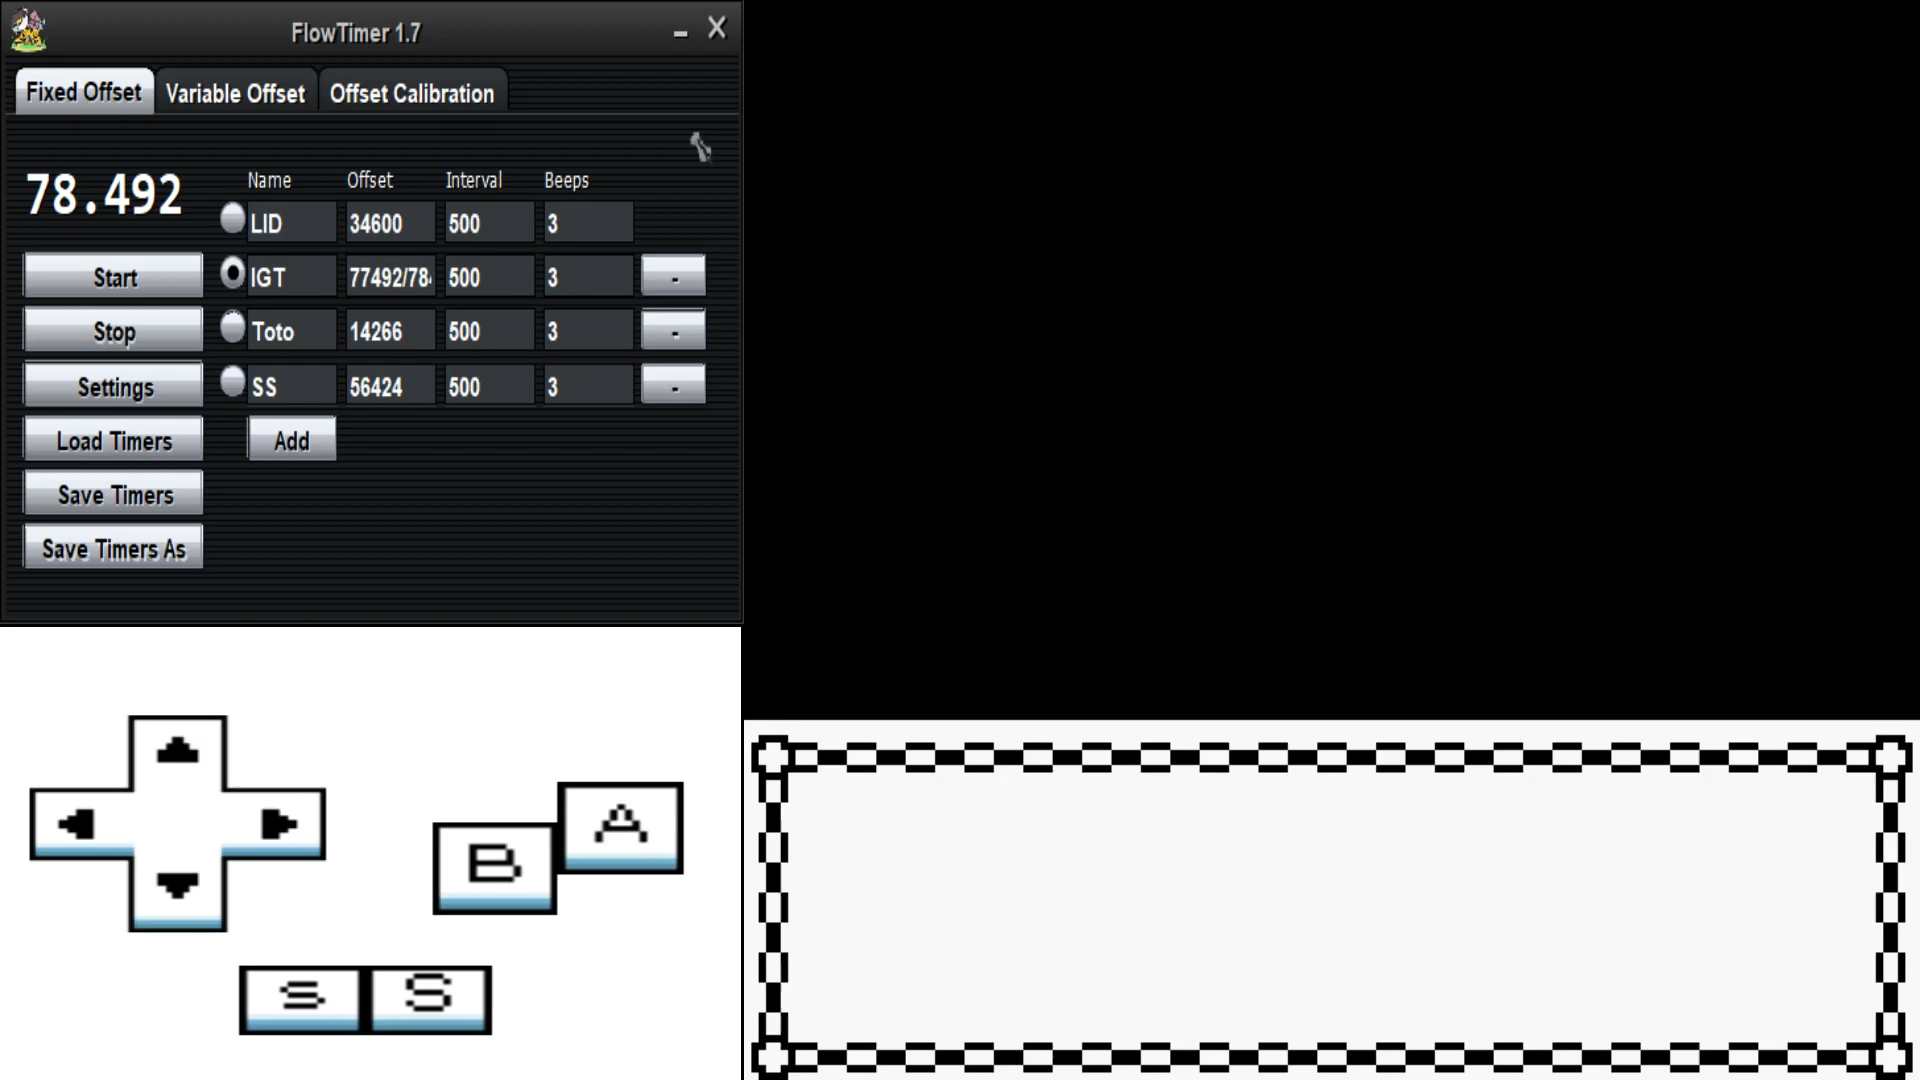 FlowTimer 1.7
Fixed Offset Variable Offset Offset Calibration
78.492
Name Offset Interval Beeps
LID 34600 500 3
Start IGT 77492/78 500 3 -
Stop Toto 14266 500 3 -
Settings SS 56424 500 3 -
Load Timers Add
Save Timers
Save Timers As
A
B
s S